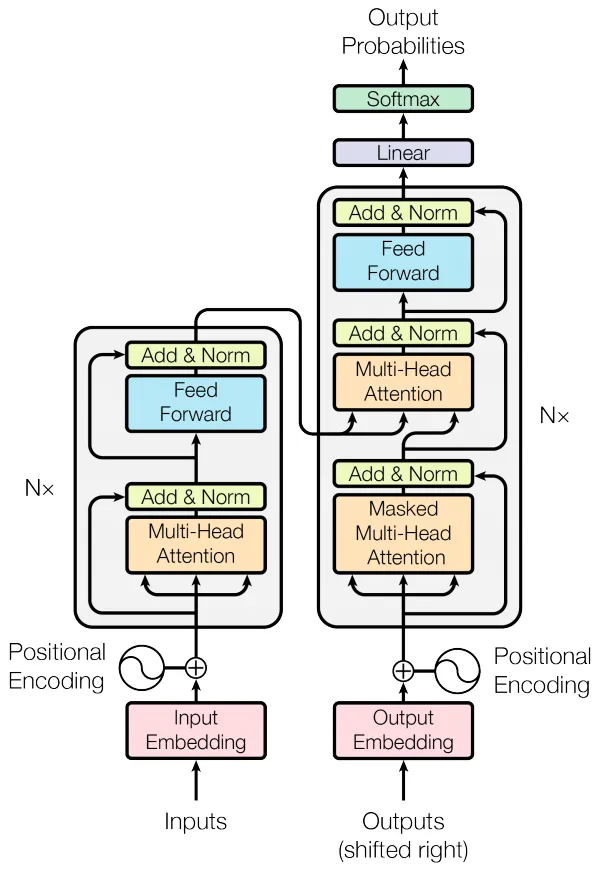 Output
Probabilities
Softmax
Linear
Add & Norm
Feed
Forward
Add & Norm
Multi-Head
Attention
Add & Norm
Masked
Multi-Head
Attention
N×
Add & Norm
Feed
Forward
Add & Norm
Multi-Head
Attention
N×
Positional
Encoding
Positional
Encoding
Input
Embedding
Output
Embedding
Inputs
Outputs
(shifted right)